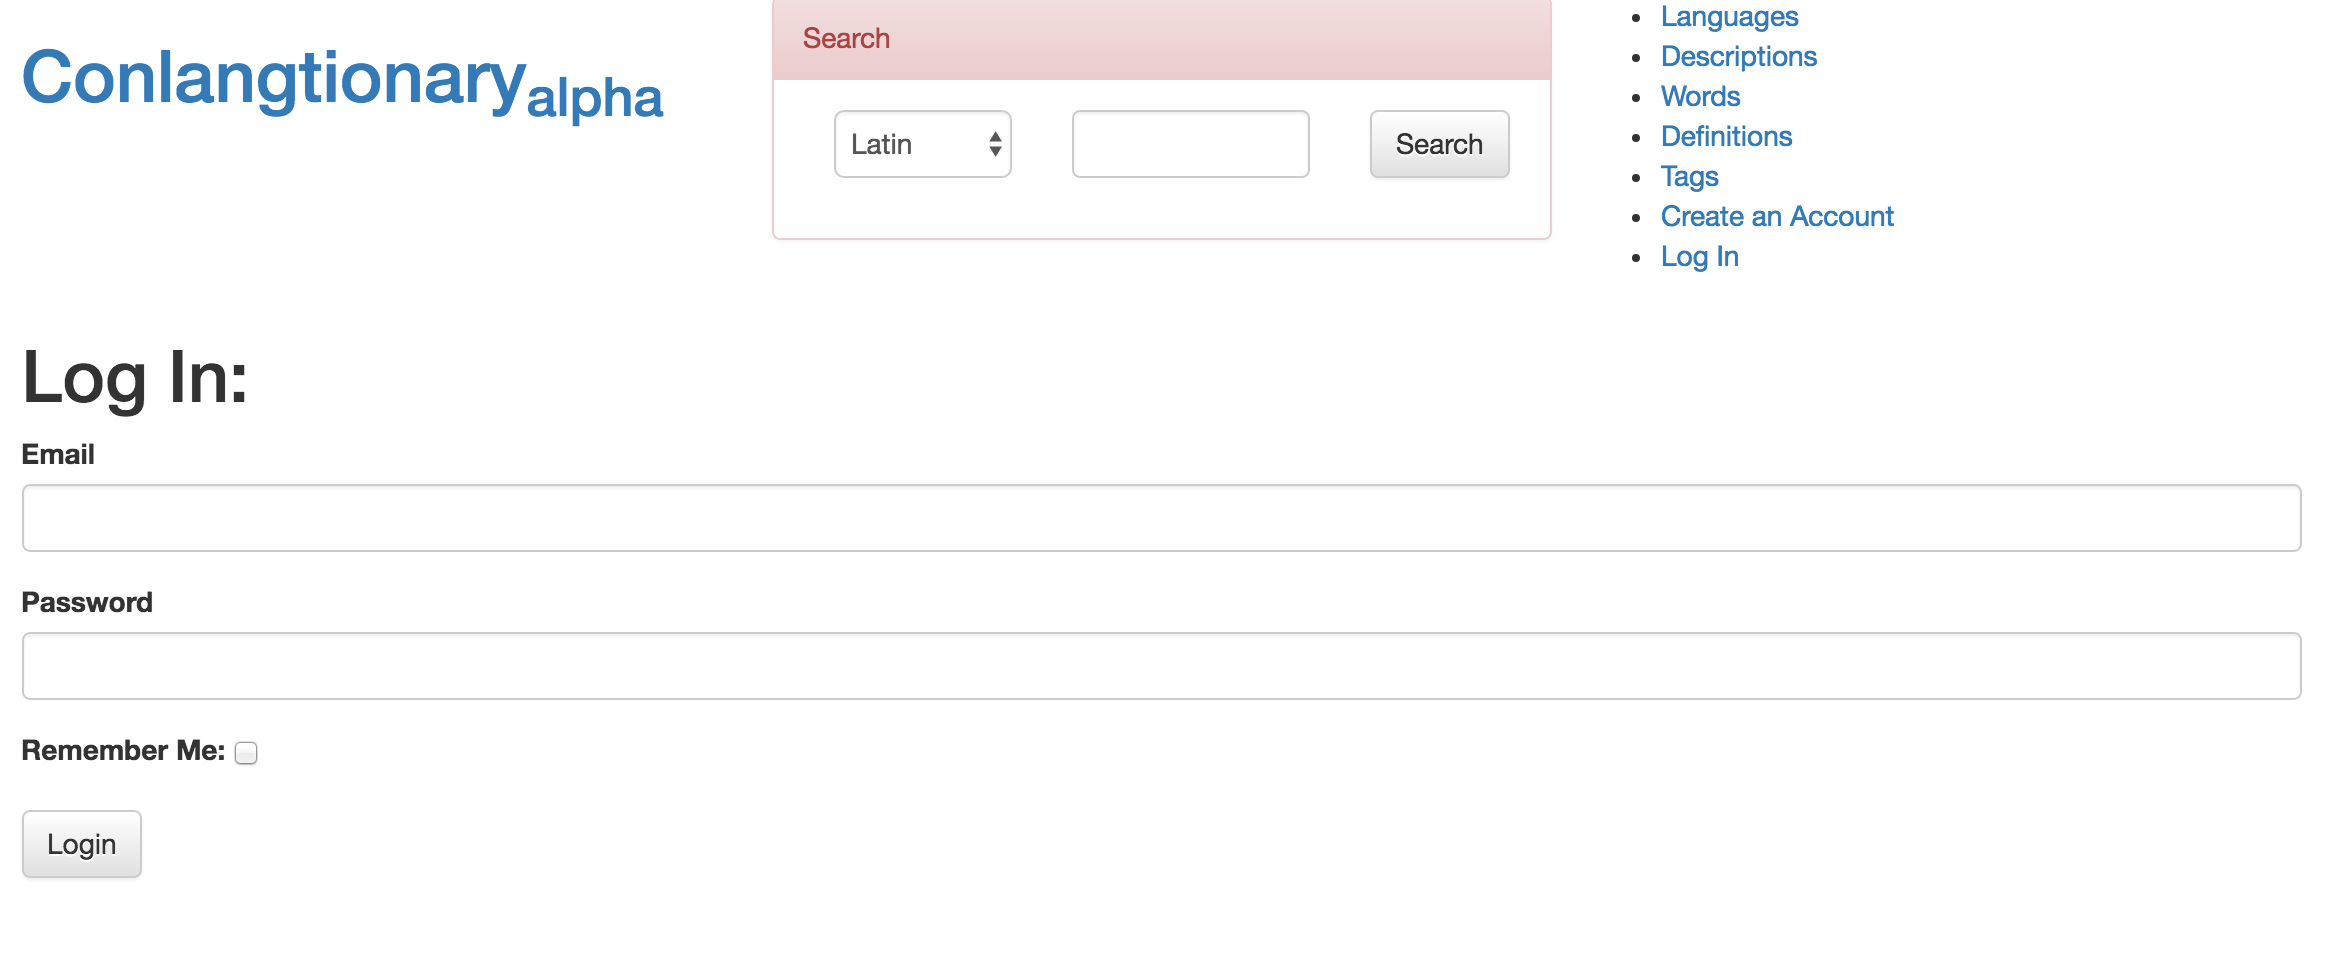 Conlangtionary alpha
Search
Latin
Search
Languages
Descriptions
Words
Definitions
Tags
Create an Account
Log In
Log In:
Email
Password
Remember Me:
Login